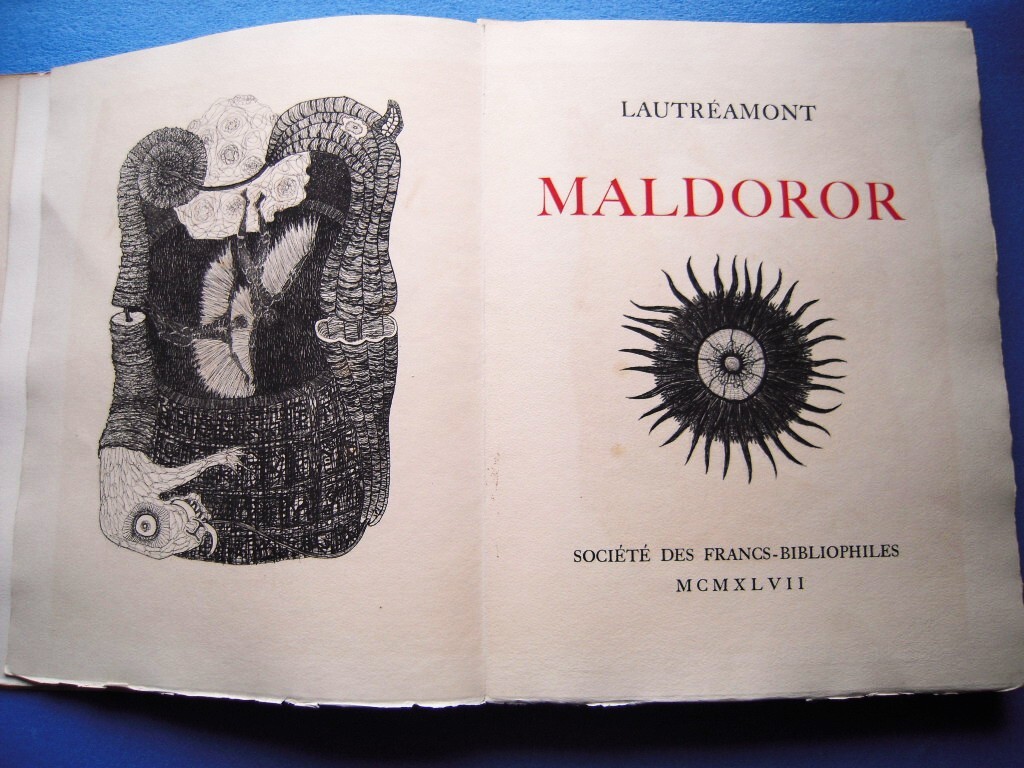 LAUTRÉAMONT
MALDOROR
SOCIÉTÉ DES FRANCS-BIBLIOPHILES
MCMXLVII